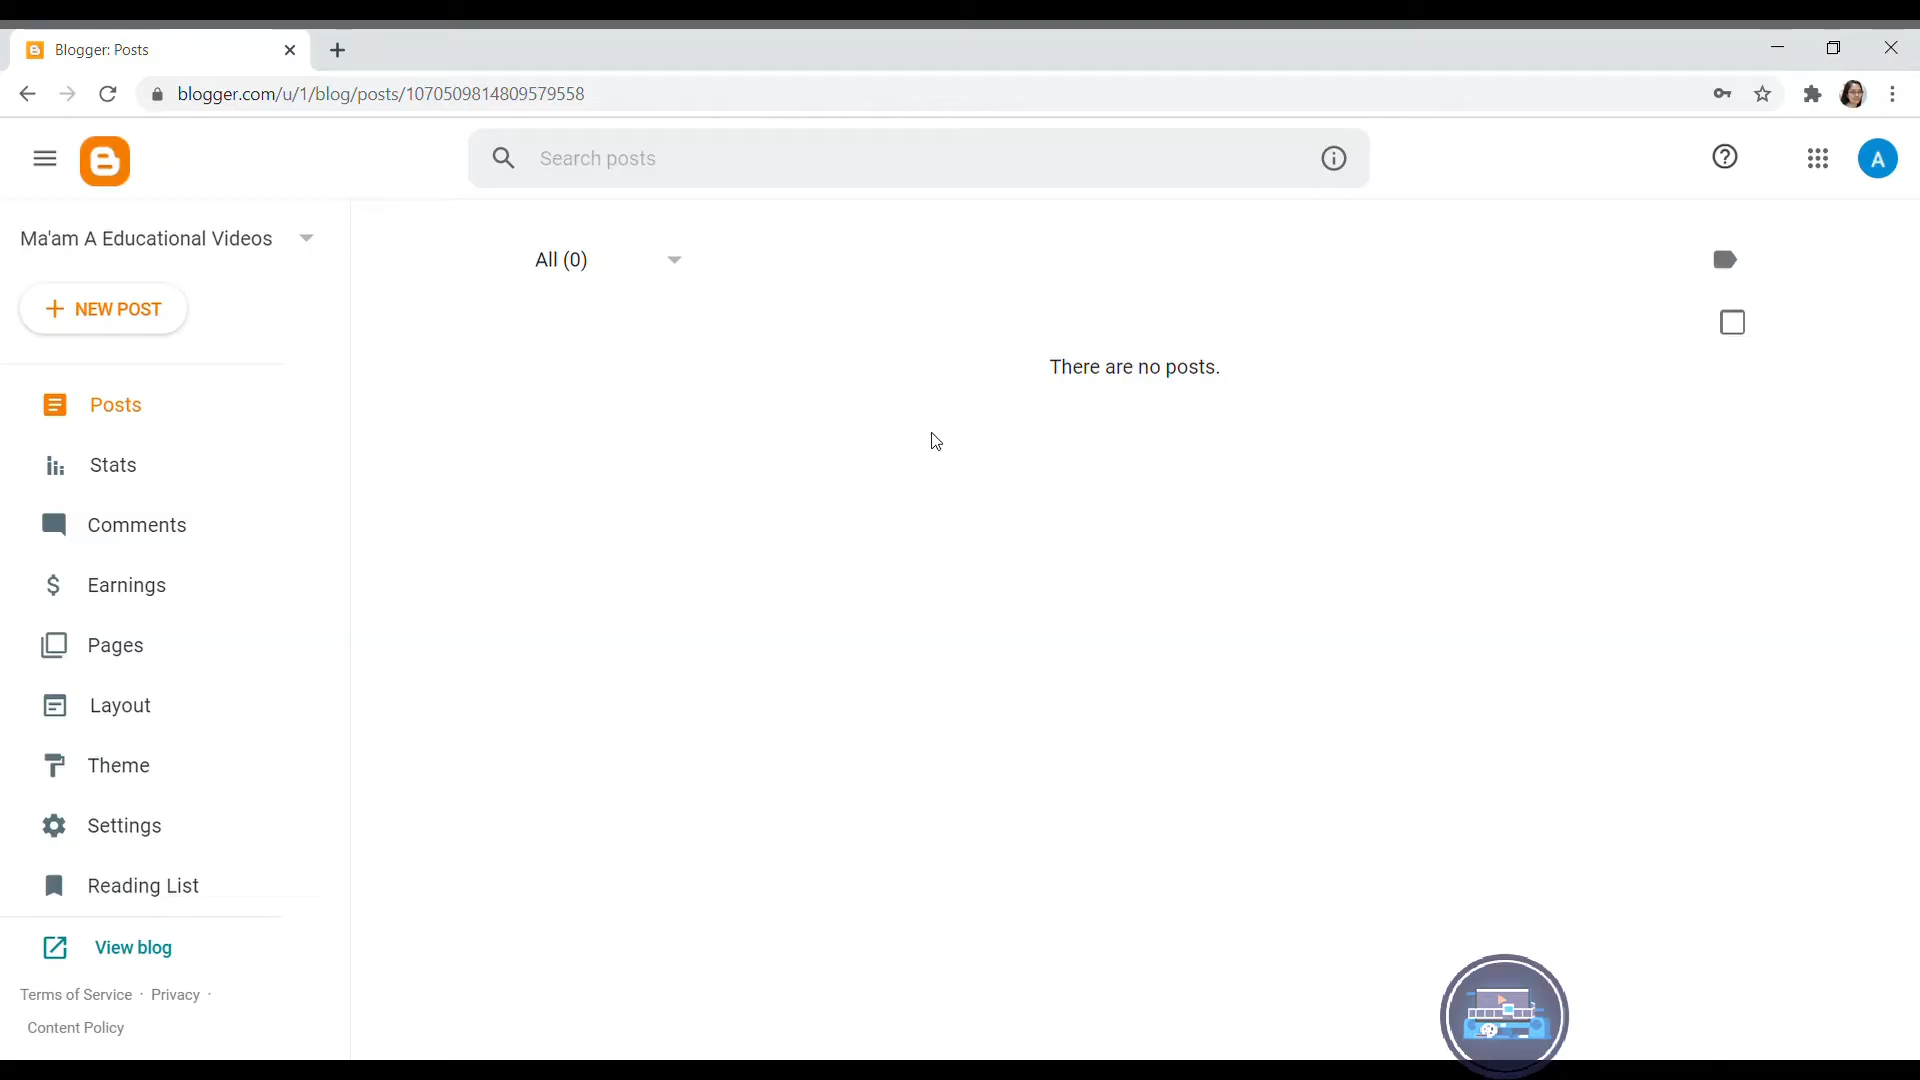 Blogger: Posts
blogger.com/u/1/blog/posts/1070509814809579558
Search posts
A
Ma'am A Educational Videos
All (0)
NEW POST
There are no posts.
Posts
Stats
Comments
Earnings
Pages
Layout
Theme
Settings
Reading List
View blog
Terms of Service · Privacy ·
Content Policy